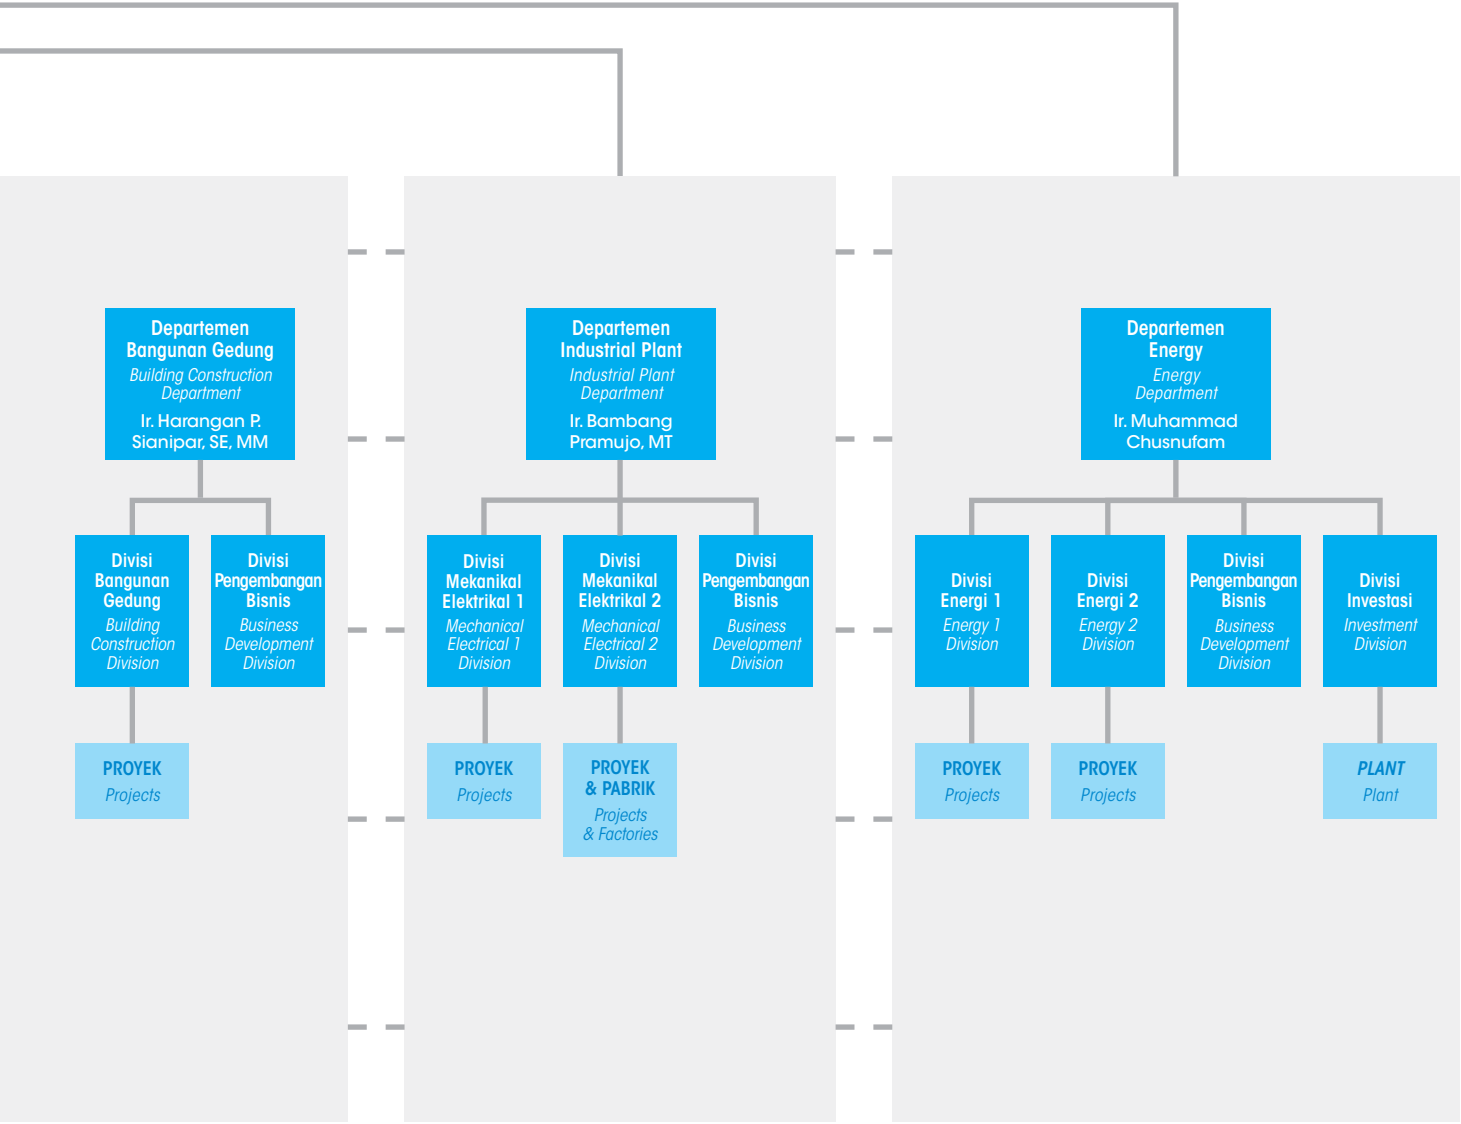 Departemen
Bangunan Gedung
Building Construction
Department
Ir. Harangan P.
Sianipar, SE, MM
Divisi
Bangunan
Gedung
Building
Construction
Division
Divisi
Pengembangan
Bisnis
Business
Development
Division
PROYEK
Projects
Departemen
Industrial Plant
Industrial Plant
Department
Ir. Bambang
Pramujo, MT
Divisi
Mekanikal
Elektrikal 1
Mechanical
Electrical 1
Division
Divisi
Mekanikal
Elektrikal 2
Mechanical
Electrical 2
Division
Divisi
Pengembangan
Bisnis
Business
Development
Division
PROYEK
Projects
PROYEK
& PABRIK
Projects
& Factories
Departemen
Energy
Energy
Department
Ir. Muhammad
Chusnufam
Divisi
Energi 1
Energy 1
Division
Divisi
Energi 2
Energy 2
Division
Divisi
Pengembangan
Bisnis
Business
Development
Division
Divisi
Investasi
Investment
Division
PROYEK
Projects
PROYEK
Projects
PLANT
Plant